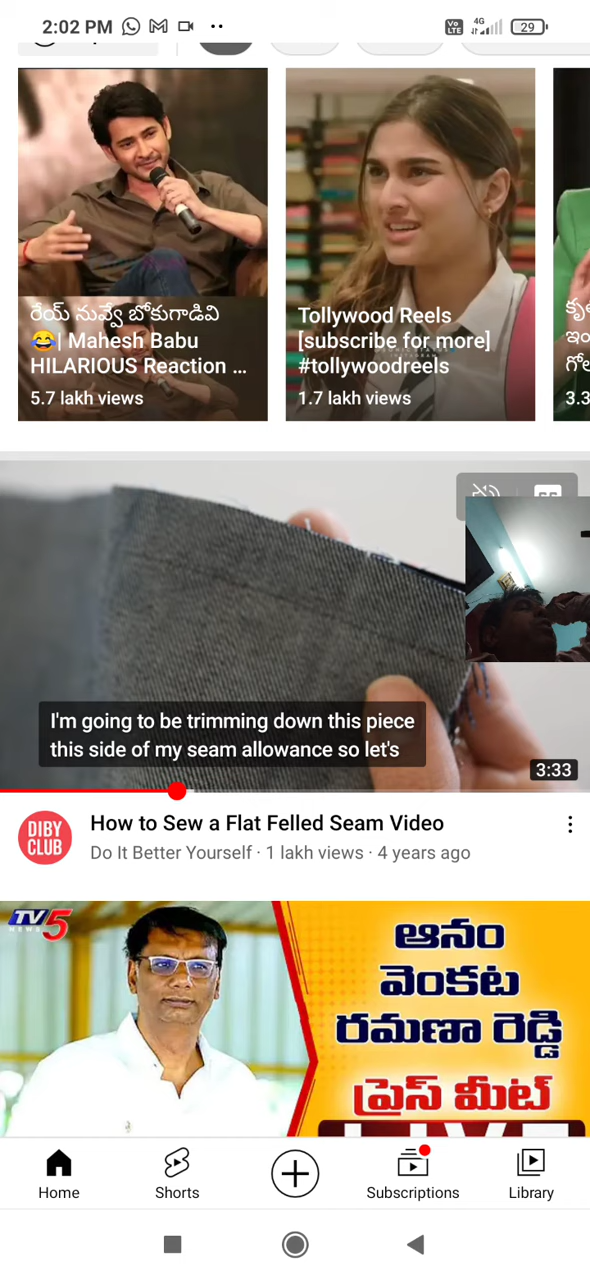 2:02 PM
Vo LTE
4G
29
రేయ్ నువ్వే బోకుగాడివి
😂| Mahesh Babu
HILARIOUS Reaction ...
5.7 lakh views
Tollywood Reels
[subscribe for more]
#tollywoodreels
1.7 lakh views
3.3
I'm going to be trimming down this piece
this side of my seam allowance so let's
3:33
DIBY
CLUB
How to Sew a Flat Felled Seam Video
Do It Better Yourself · 1 lakh views · 4 years ago
TV5
NEWS
ఆనం
వెంకట
రమణా రెడ్డి
ప్రెస్ మీట్
Home
Shorts
Subscriptions
Library